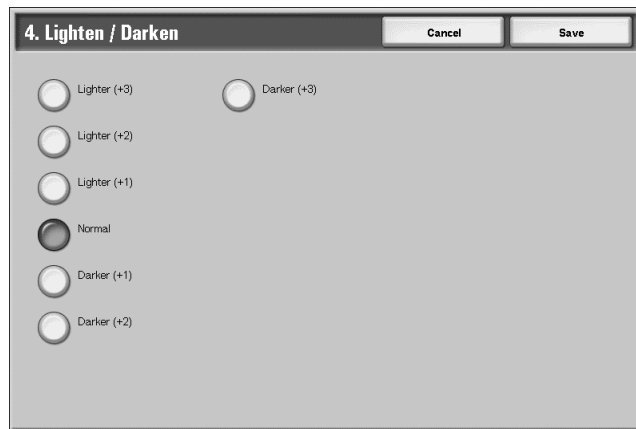 4. Lighten / Darken
Cancel
Save
Lighter (+3)
Lighter (+2)
Lighter (+1)
Normal
Darker (+1)
Darker (+2)
Darker (+3)